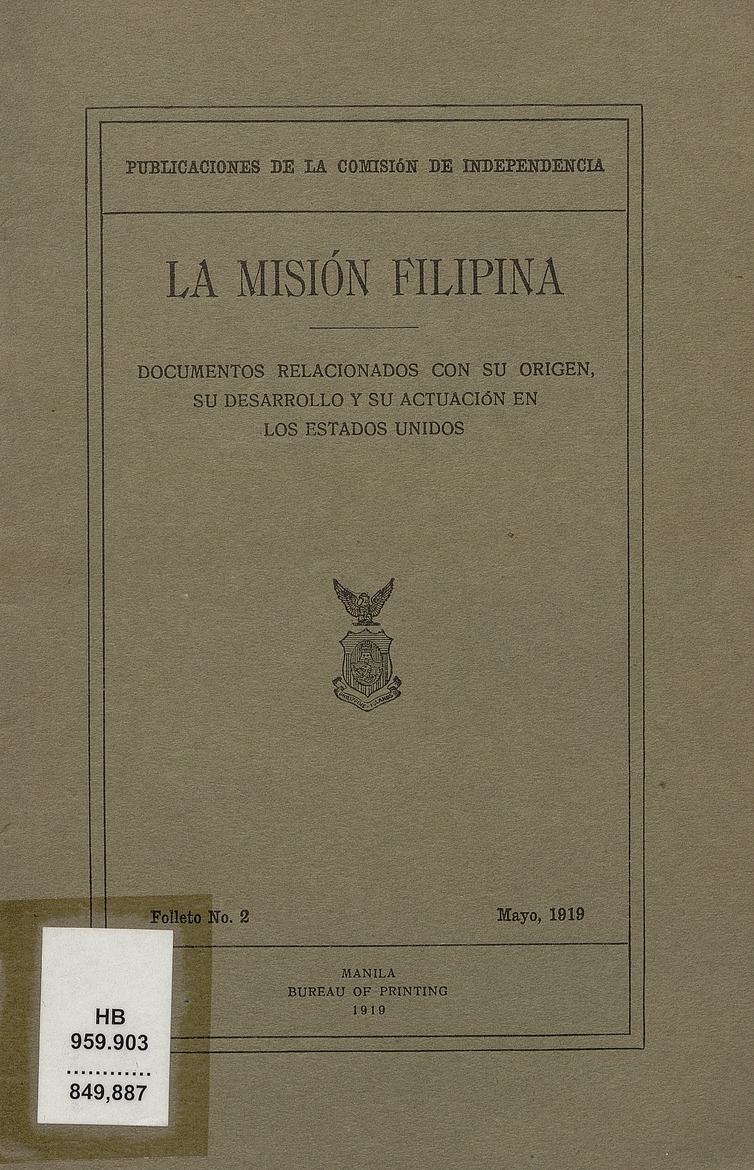 PUBLICACIONES DE LA COMISIÓN DE INDEPENDENCIA
LA MISIÓN FILIPINA
DOCUMENTOS RELACIONADOS CON SU ORIGEN,
SU DESARROLLO Y SU ACTUACIÓN EN
LOS ESTADOS UNIDOS
Folleto No. 2 Mayo, 1919
MANILA
BUREAU OF PRINTING
1919
HB
959.903
............
849,887